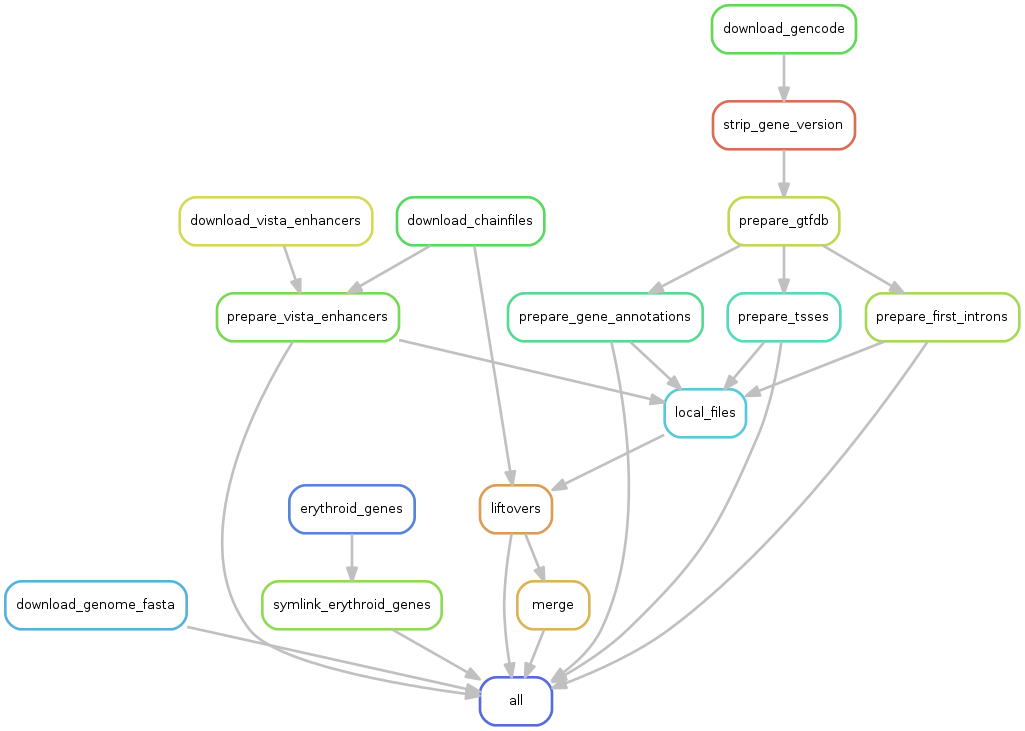 download_gencode
strip_gene_version
download_vista_enhancers
download_chainfiles
prepare_gtfdb
prepare_vista_enhancers
prepare_gene_annotations
prepare_tsses
prepare_first_introns
local_files
erythroid_genes
liftovers
download_genome_fasta
symlink_erythroid_genes
merge
all